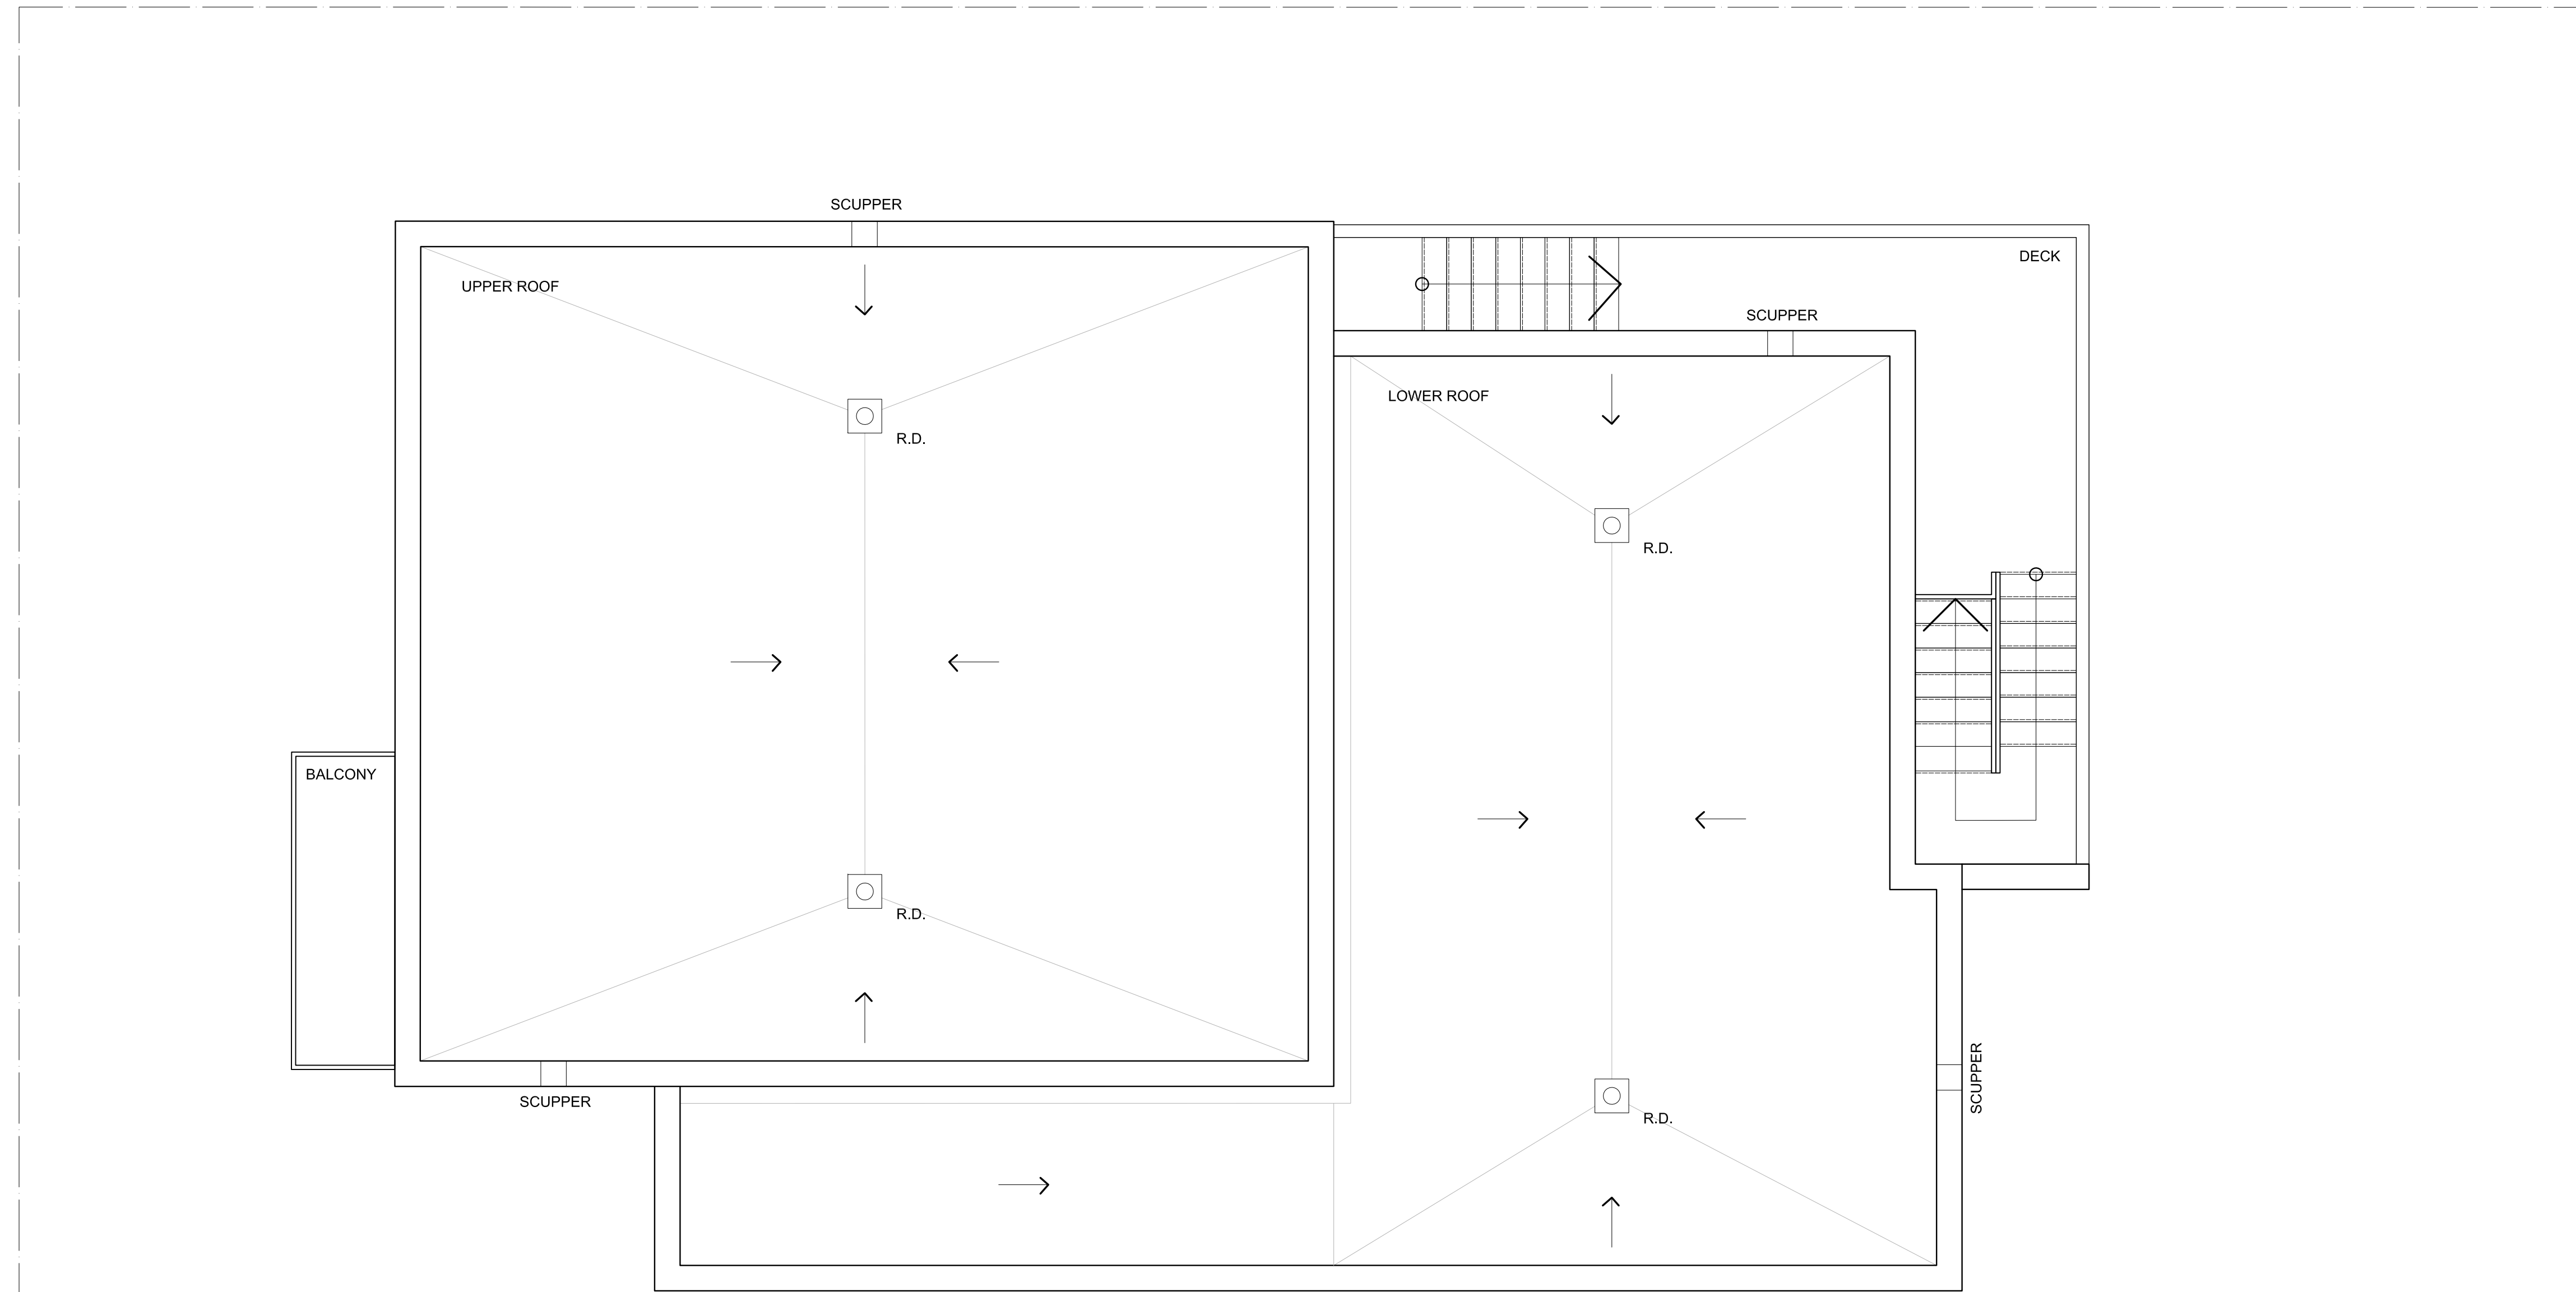 SCUPPER
DECK
UPPER ROOF
SCUPPER
LOWER ROOF
R.D.
R.D.
BALCONY
R.D.
SCUPPER
SCUPPER
R.D.